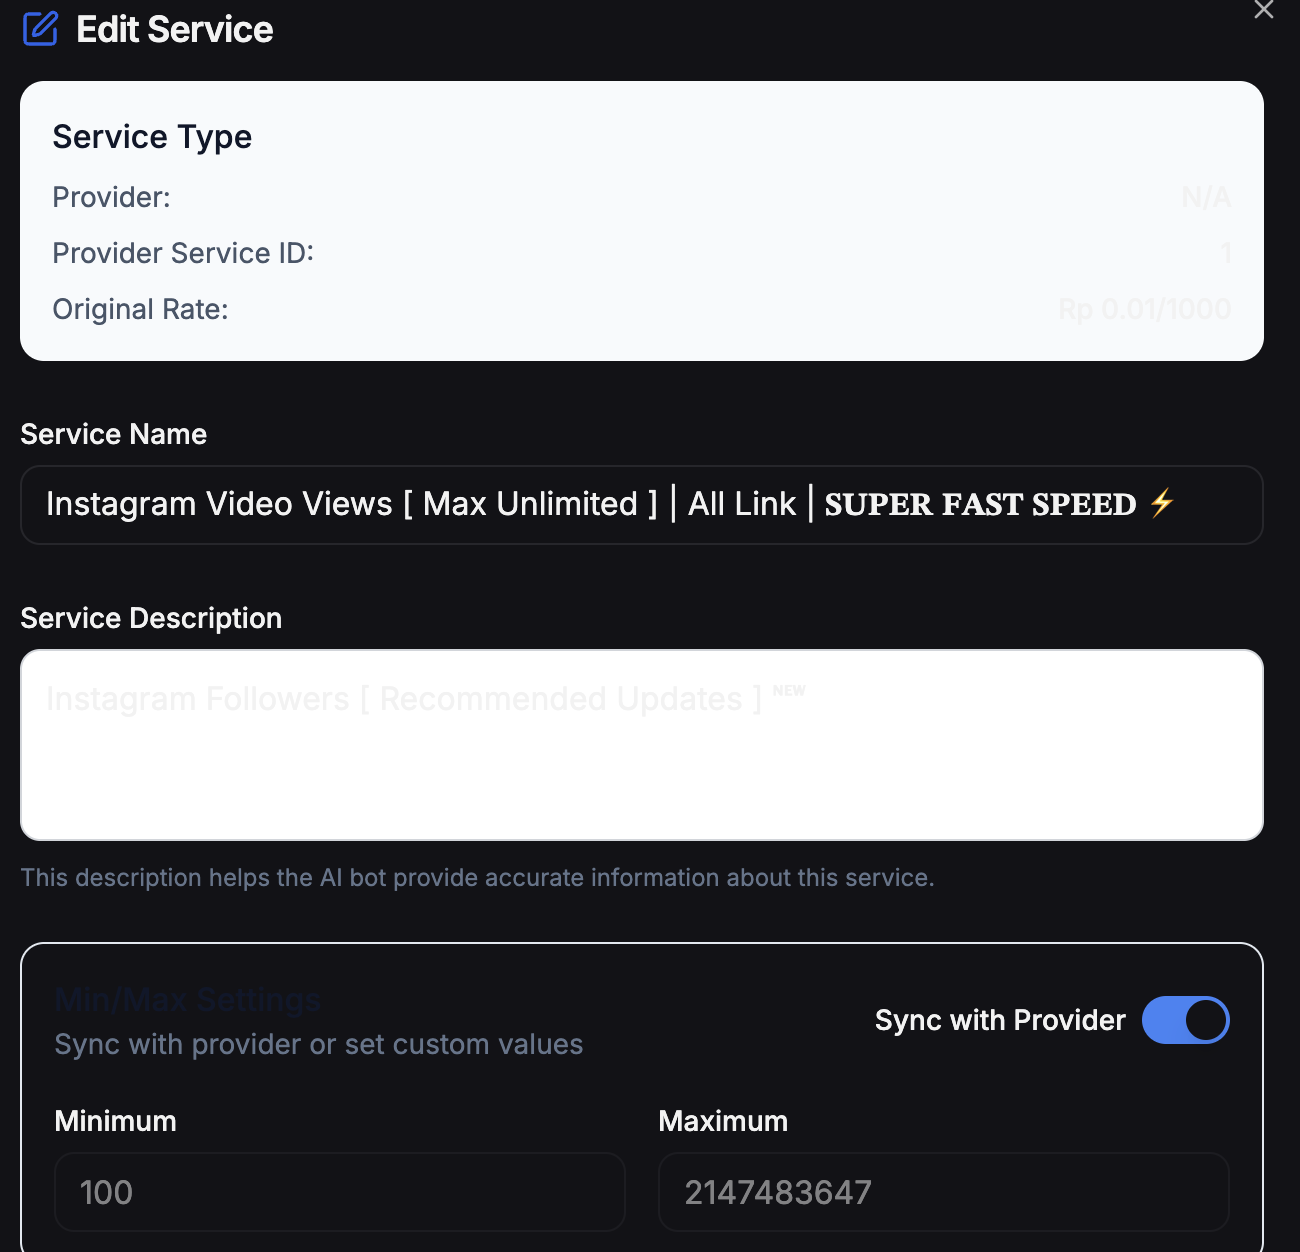 Edit Service
Service Type
Provider: N/A
Provider Service ID: 1
Original Rate: Rp 0.01/1000
Service Name
Instagram Video Views [ Max Unlimited ] | All Link | 𝐒𝐔𝐏𝐄𝐑 𝐅𝐀𝐒𝐓 𝐒𝐏𝐄𝐄𝐃 ⚡
Service Description
Instagram Followers [ Recommended Updates ] ᴺᴱᵂ
This description helps the AI bot provide accurate information about this service.
Min/Max Settings
Sync with provider or set custom values
Sync with Provider
Minimum Maximum
100 2147483647